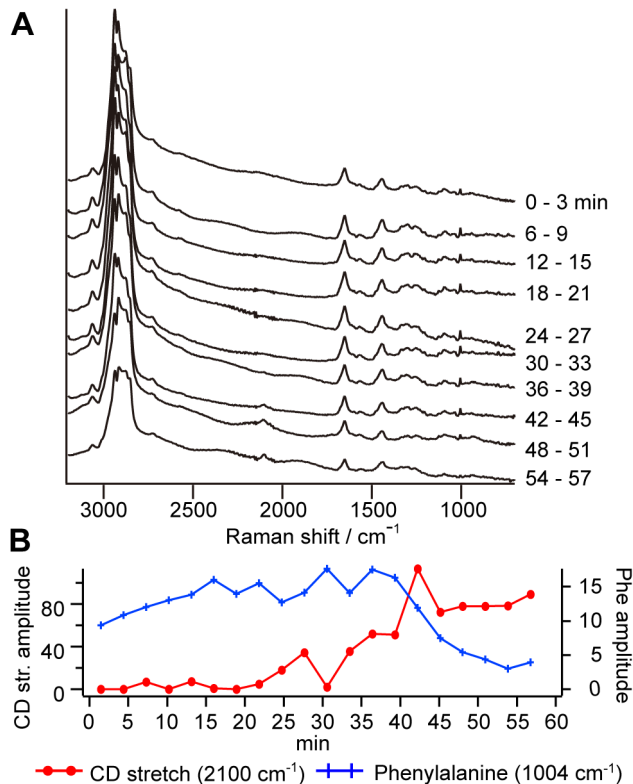 A
0 - 3 min
6 - 9
12 - 15
18 - 21
24 - 27
30 - 33
36 - 39
42 - 45
48 - 51
54 - 57
3000 2500 2000 1500 1000
Raman shift / cm⁻¹
B
CD str. amplitude
80
40
0
15
10
5
0
Phe amplitude
0 5 10 15 20 25 30 35 40 45 50 55 60
min
CD stretch (2100 cm⁻¹) Phenylalanine (1004 cm⁻¹)